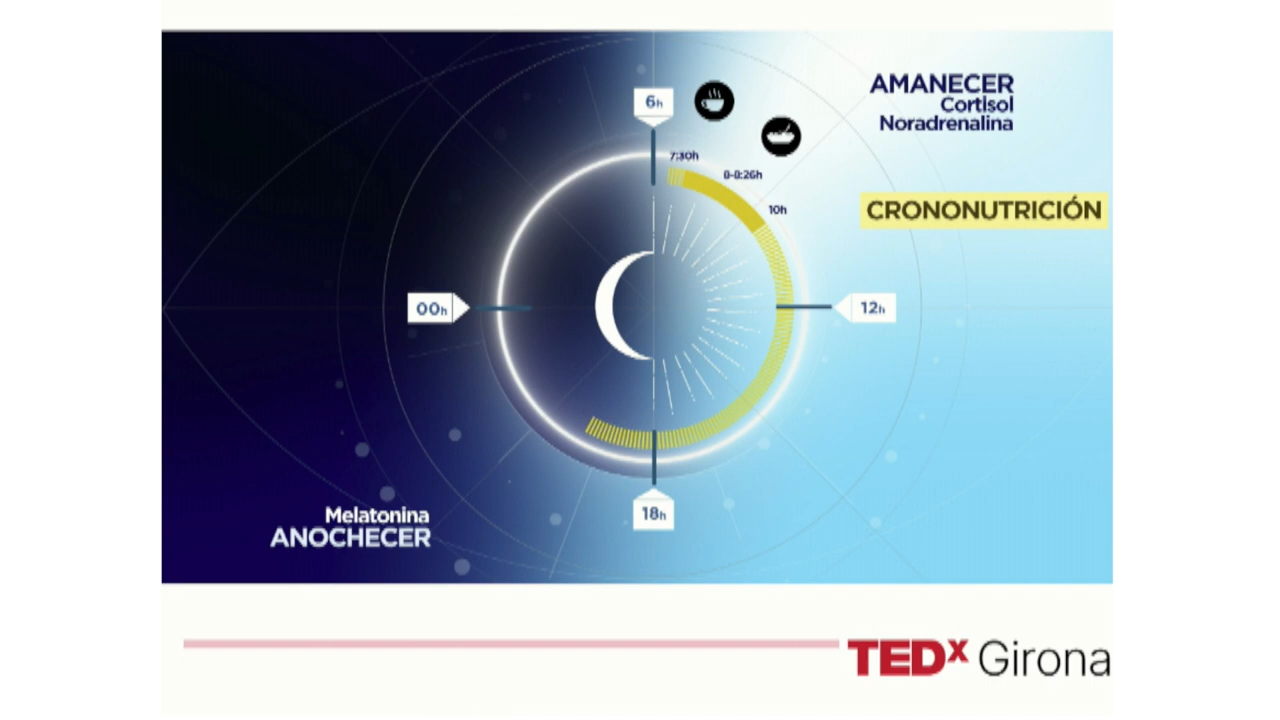 AMANECER
Cortisol
Noradrenalina
6h
7:30h
8-8:26h
10h
CRONONUTRICIÓN
00h
12h
18h
Melatonina
ANOCHECER
TEDx Girona